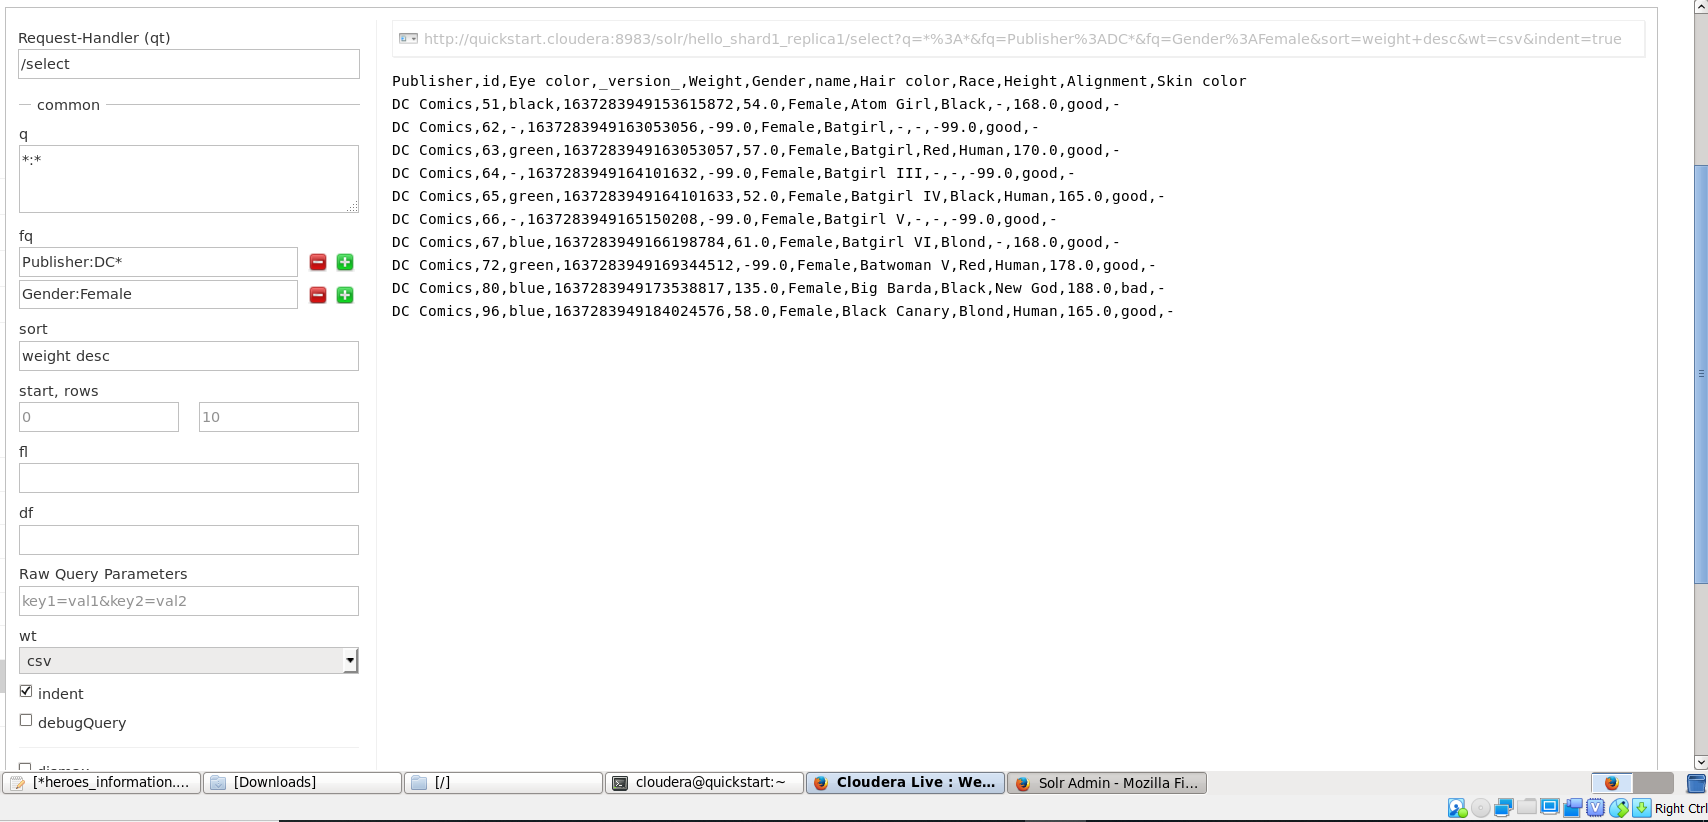 Request-Handler (qt)
/select
common
q
*:*
fq
Publisher:DC*
Gender:Female
sort
weight desc
start, rows
0 10
fl
df
Raw Query Parameters
key1=val1&key2=val2
wt
csv
indent
debugQuery
http://quickstart.cloudera:8983/solr/hello_shard1_replica1/select?q=*%3A*&fq=Publisher%3ADC*&fq=Gender%3AFemale&sort=weight+desc&wt=csv&indent=true
Publisher,id,Eye color,_version_,Weight,Gender,name,Hair color,Race,Height,Alignment,Skin color
DC Comics,51,black,1637283949153615872,54.0,Female,Atom Girl,Black,-,168.0,good,-
DC Comics,62,-,1637283949163053056,-99.0,Female,Batgirl,-,-,-99.0,good,-
DC Comics,63,green,1637283949163053057,57.0,Female,Batgirl,Red,Human,170.0,good,-
DC Comics,64,-,1637283949164101632,-99.0,Female,Batgirl III,-,-,-99.0,good,-
DC Comics,65,green,1637283949164101633,52.0,Female,Batgirl IV,Black,Human,165.0,good,-
DC Comics,66,-,1637283949165150208,-99.0,Female,Batgirl V,-,-,-99.0,good,-
DC Comics,67,blue,1637283949166198784,61.0,Female,Batgirl VI,Blond,-,168.0,good,-
DC Comics,72,green,1637283949169344512,-99.0,Female,Batwoman V,Red,Human,178.0,good,-
DC Comics,80,blue,1637283949173538817,135.0,Female,Big Barda,Black,New God,188.0,bad,-
DC Comics,96,blue,1637283949184024576,58.0,Female,Black Canary,Blond,Human,165.0,good,-
[*heroes_information.... [Downloads] [/] cloudera@quickstart:~ Cloudera Live : We... Solr Admin - Mozilla Fi...
Right Ctrl